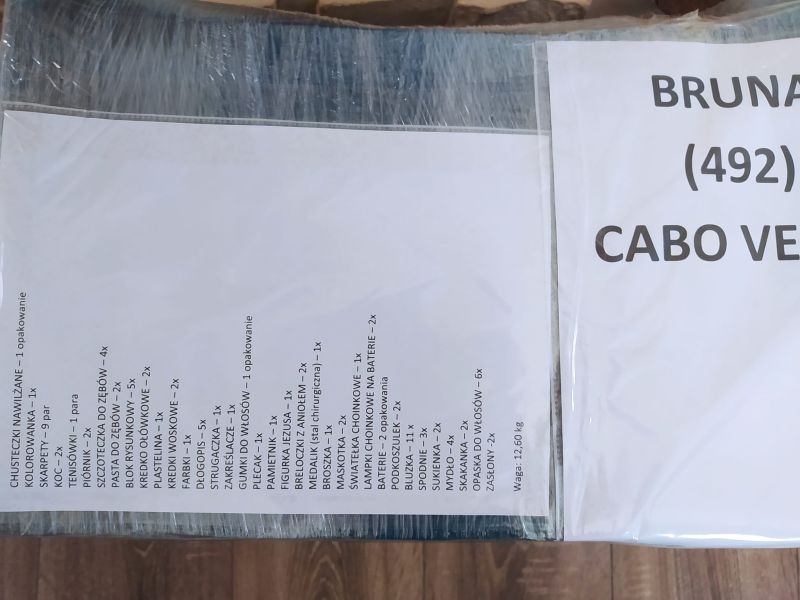 CHUSTECZKI NAWILŻANE – 1 opakowanie
KOLOROWANKA – 1x
SKARPETY – 9 par
KOC – 2x
TENISÓWKI – 1 para
PIÓRNIK – 2x
SZCZOTECZKA DO ZĘBÓW – 4x
PASTA DO ZĘBÓW – 2x
BLOK RYSUNKOWY – 5x
KREDKO OŁÓWKOWE – 2x
PLASTELINA – 1x
KREDKI WOSKOWE – 2x
FARBKI – 1x
DŁOGOPIS – 5x
STRUGACZKA – 1x
ZAKREŚLACZE – 1x
GUMKI DO WŁOSÓW – 1 opakowanie
PLECAK – 1x
PAMIETNIK – 1x
FIGURKA JEZUSA – 1x
BRELOCZKI Z ANIOŁEM – 2x
MEDALIK (stal chirurgiczna) – 1x
BROSZKA – 1x
MASKOTKA – 2x
ŚWIATEŁKA CHOINKOWE – 1x
LAMPKI CHOINKOWE NA BATERIE – 2x
BATERIE – 2 opakowania
PODKOSZULEK – 2x
BLUZKA – 11 x
SPODNIE – 3x
SUKIENKA – 2x
MYDŁO – 4x
SKAKANKA – 2x
OPASKA DO WŁOSÓW – 6x
ZASŁONY -2x
Waga: 12,60 kg
BRUNA
(492)
CABO VE